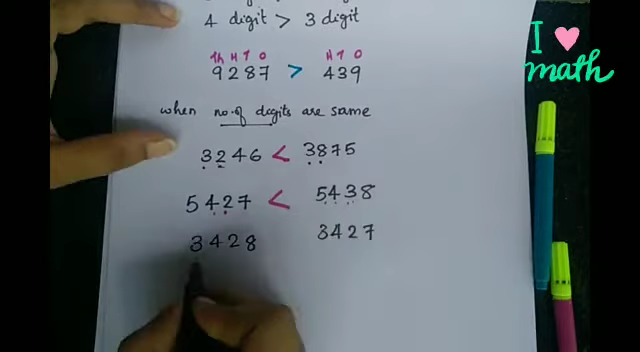 4 digit > 3 digit
Th H T O H T O
9287 > 439
when no. of digits are same
3246 < 3875
5427 < 5438
3428 3427
I ♥
math